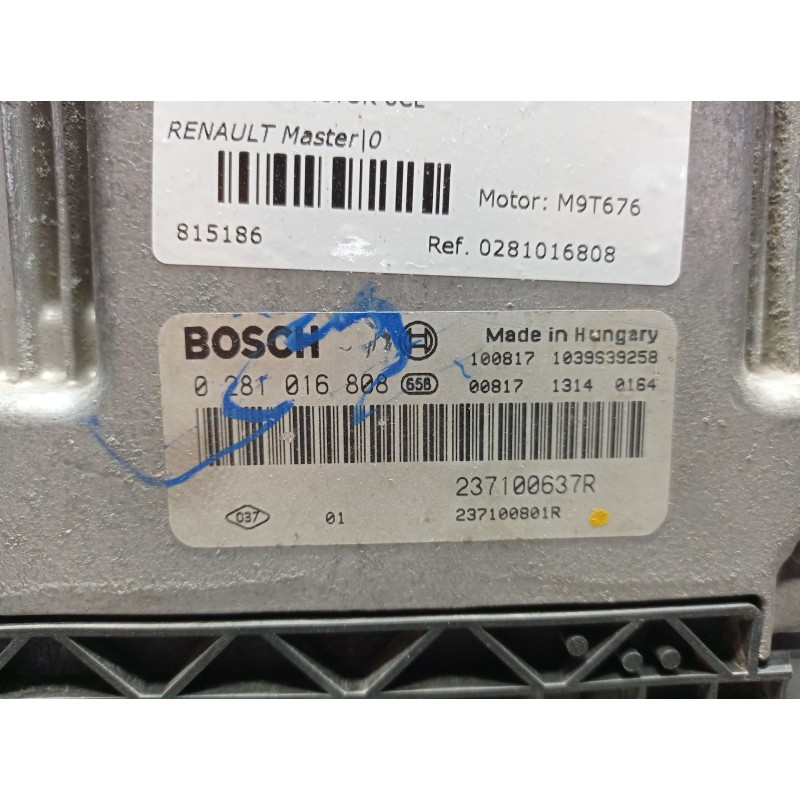 RENAULT Master|0
815186
Motor: M9T676
Ref. 0281016808
BOSCH
Made in Hungary
100817 1039S39258
0 281 016 808 658 00817 1314 0164
237100637R
037 01 237100801R